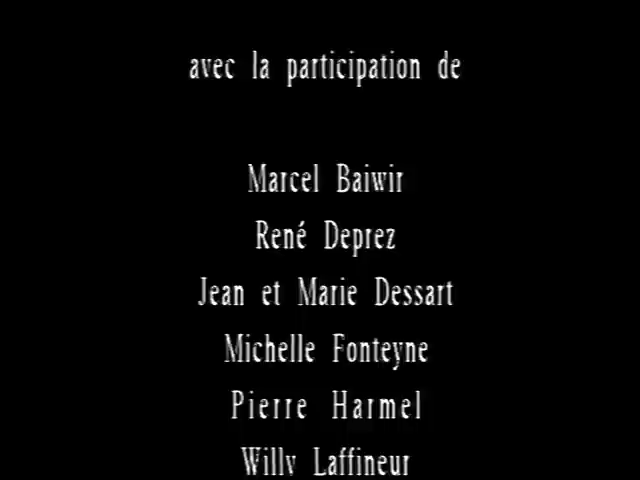 avec la participation de
Marcel Baiwir
René Deprez
Jean et Marie Dessart
Michelle Fonteyne
Pierre Harmel
Willy Laffineur